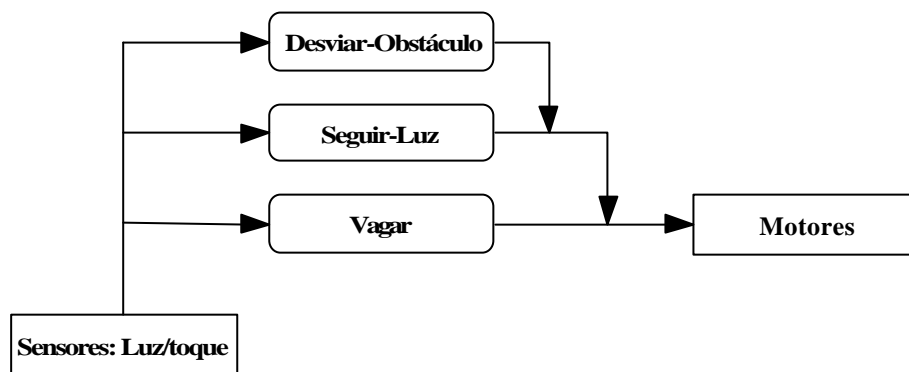 Desviar-Obstáculo
Seguir-Luz
Vagar
Motores
Sensores: Luz/toque